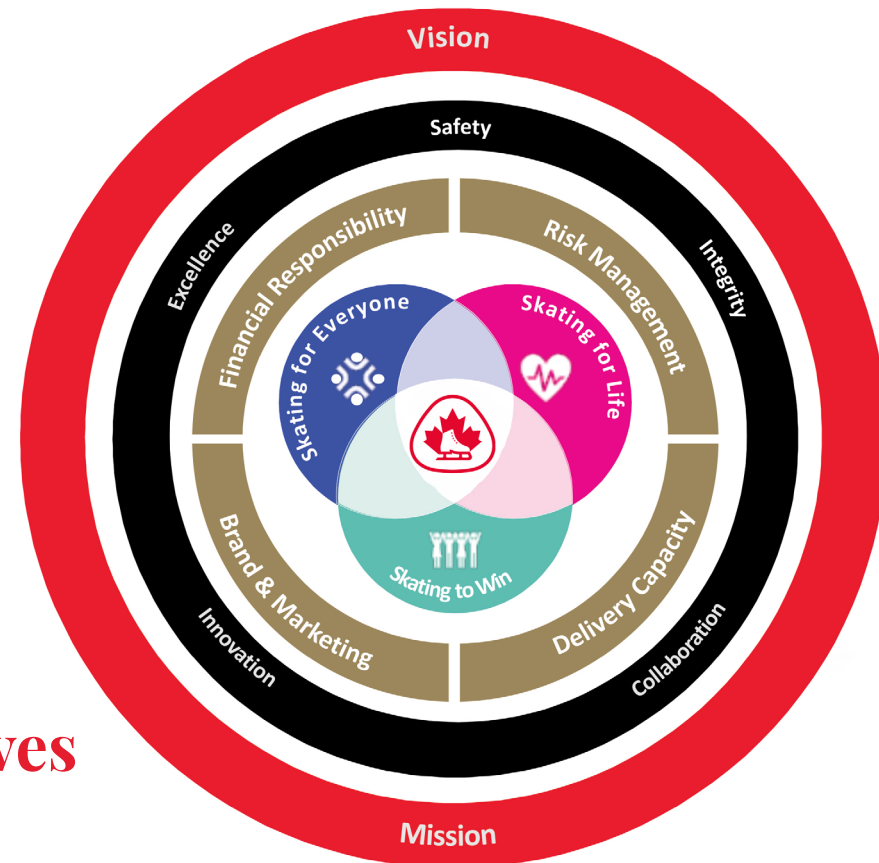 Vision
Safety
Excellence
Integrity
Financial Responsibility
Risk Management
Skating for Everyone
Skating for Life
Skating to Win
Brand & Marketing
Delivery Capacity
Innovation
Collaboration
ves
Mission